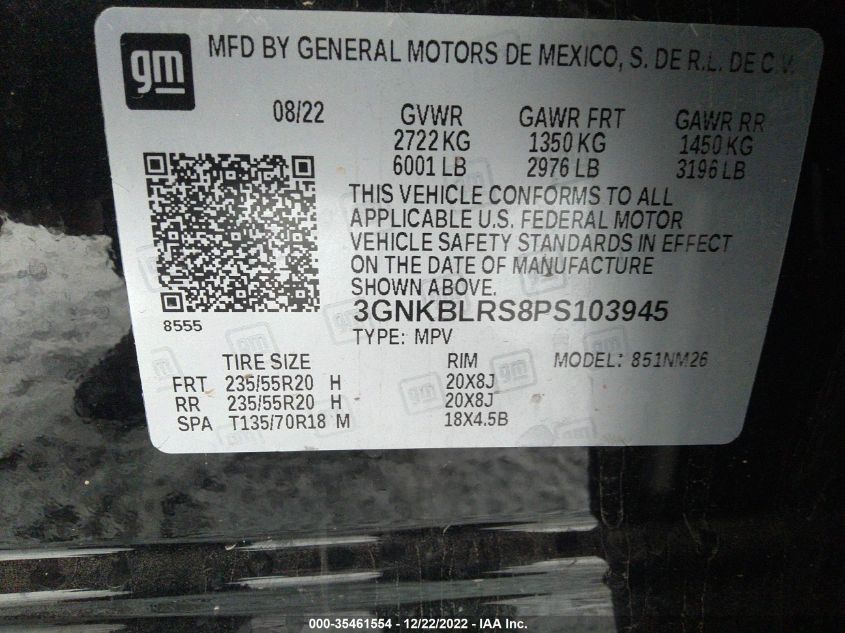 gm
MFD BY GENERAL MOTORS DE MEXICO, S. DE R.L. DE C.V.
08/22 GVWR GAWR FRT GAWR RR
2722 KG 1350 KG 1450 KG
6001 LB 2976 LB 3196 LB
THIS VEHICLE CONFORMS TO ALL
APPLICABLE U.S. FEDERAL MOTOR
VEHICLE SAFETY STANDARDS IN EFFECT
ON THE DATE OF MANUFACTURE
SHOWN ABOVE.
3GNKBLRS8PS103945
8555
TYPE: MPV
TIRE SIZE RIM MODEL: 851NM26
FRT 235/55R20 H 20X8J
RR 235/55R20 H 20X8J
SPA T135/70R18 M 18X4.5B
000-35461554 - 12/22/2022 - IAA Inc.